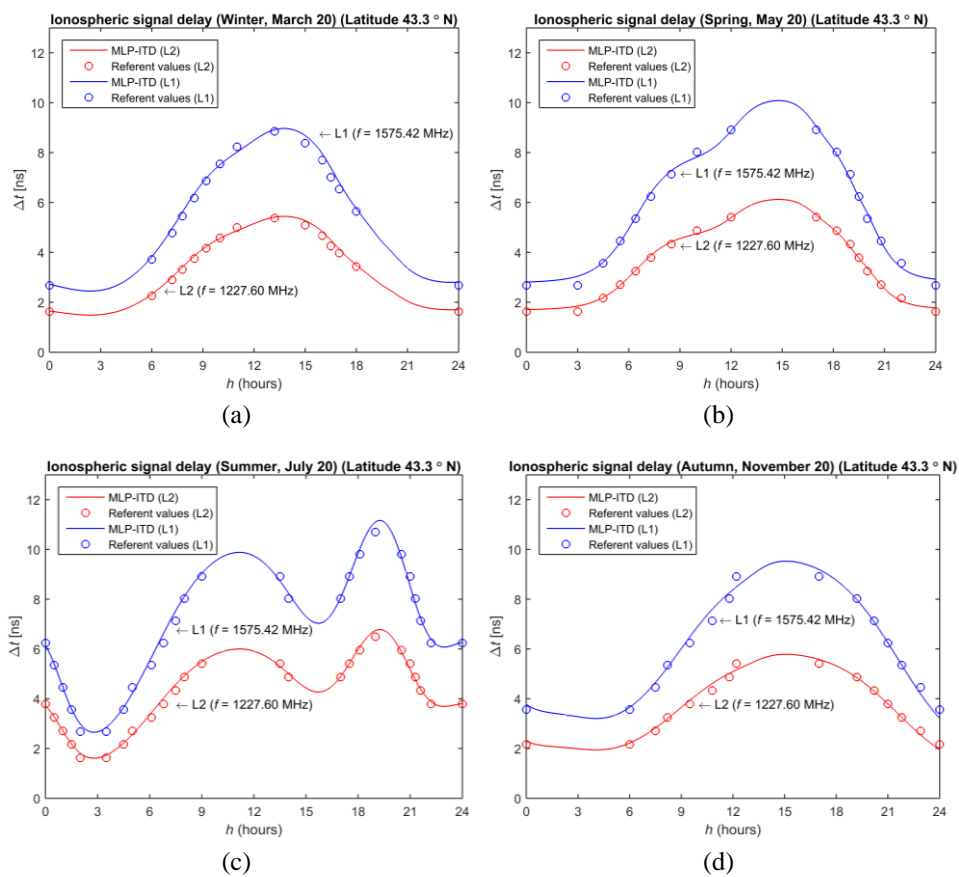 Ionospheric signal delay (Winter, March 20) (Latitude 43.3 ° N)
MLP-ITD (L2)
Referent values (L2)
MLP-ITD (L1)
Referent values (L1)
← L1 (f = 1575.42 MHz)
← L2 (f = 1227.60 MHz)
Δt [ns]
12
10
8
6
4
2
0
0 3 6 9 12 15 18 21 24
h (hours)
(a)
Ionospheric signal delay (Spring, May 20) (Latitude 43.3 ° N)
MLP-ITD (L2)
Referent values (L2)
MLP-ITD (L1)
Referent values (L1)
← L1 (f = 1575.42 MHz)
← L2 (f = 1227.60 MHz)
Δt [ns]
12
10
8
6
4
2
0
0 3 6 9 12 15 18 21 24
h (hours)
(b)
Ionospheric signal delay (Summer, July 20) (Latitude 43.3 ° N)
MLP-ITD (L2)
Referent values (L2)
MLP-ITD (L1)
Referent values (L1)
← L1 (f = 1575.42 MHz)
← L2 (f = 1227.60 MHz)
Δt [ns]
12
10
8
6
4
2
0
0 3 6 9 12 15 18 21 24
h (hours)
(c)
Ionospheric signal delay (Autumn, November 20) (Latitude 43.3 ° N)
MLP-ITD (L2)
Referent values (L2)
MLP-ITD (L1)
Referent values (L1)
← L1 (f = 1575.42 MHz)
← L2 (f = 1227.60 MHz)
Δt [ns]
12
10
8
6
4
2
0
0 3 6 9 12 15 18 21 24
h (hours)
(d)